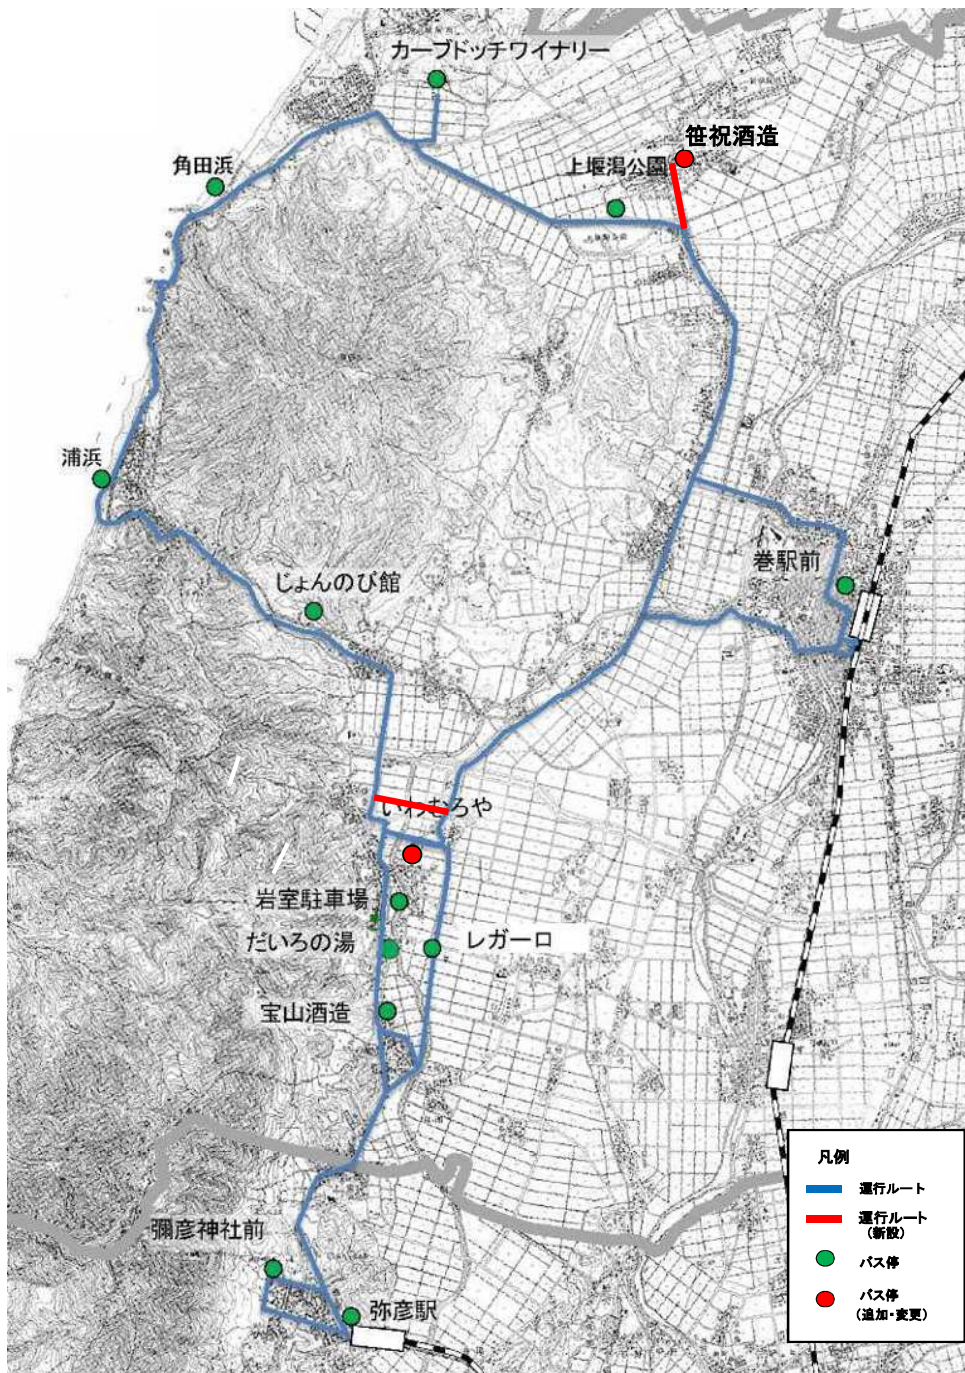 カーブドッチワイナリー
笹祝酒造
上堰潟公園
角田浜
浦浜
巻駅前
じょんのび館
いわむろや
岩室駐車場
だいろの湯
レガーロ
宝山酒造
彌彦神社前
弥彦駅
凡例
運行ルート
運行ルート
（新設）
バス停
バス停
（追加・変更）